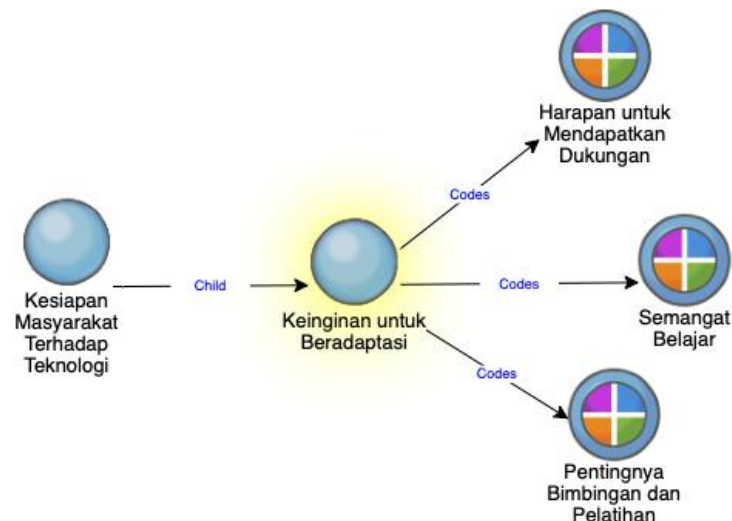 Harapan untuk
Mendapatkan
Dukungan
Codes
Kesiapan
Masyarakat
Terhadap
Teknologi
Child
Keinginan untuk
Beradaptasi
Codes
Semangat
Belajar
Codes
Pentingnya
Bimbingan dan
Pelatihan